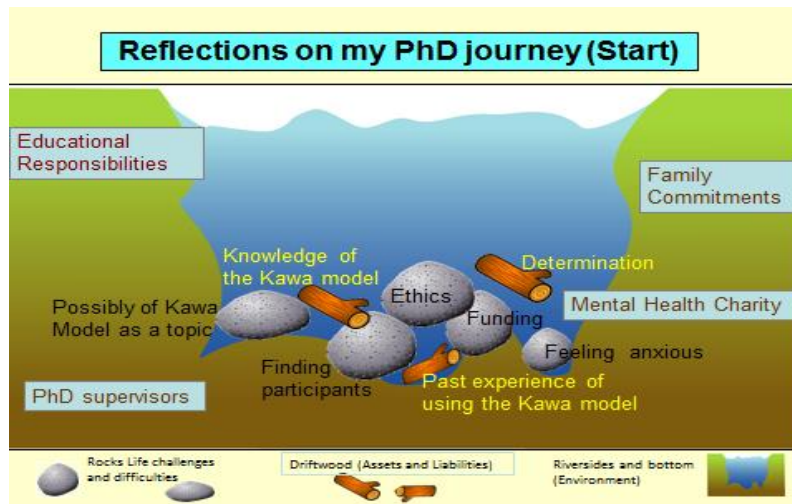 Reflections on my PhD journey (Start)
Educational
Responsibilities
Family
Commitments
Knowledge of
the Kawa model
Determination
Ethics
Possibly of Kawa
Model as a topic
Funding
Mental Health Charity
Finding
participants
Feeling anxious
PhD supervisors
Past experience of
using the Kawa model
Rocks Life challenges
and difficulties
Driftwood (Assets and Liabilities)
Riversides and bottom
(Environment)